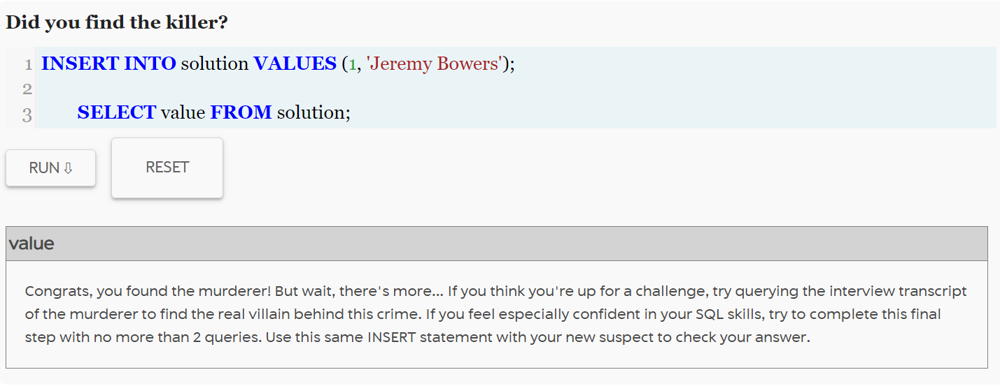 Did you find the killer?
1 INSERT INTO solution VALUES (1, 'Jeremy Bowers');
2
3 SELECT value FROM solution;
RUN ⇩ RESET
value
Congrats, you found the murderer! But wait, there's more... If you think you're up for a challenge, try querying the interview transcript
of the murderer to find the real villain behind this crime. If you feel especially confident in your SQL skills, try to complete this final
step with no more than 2 queries. Use this same INSERT statement with your new suspect to check your answer.